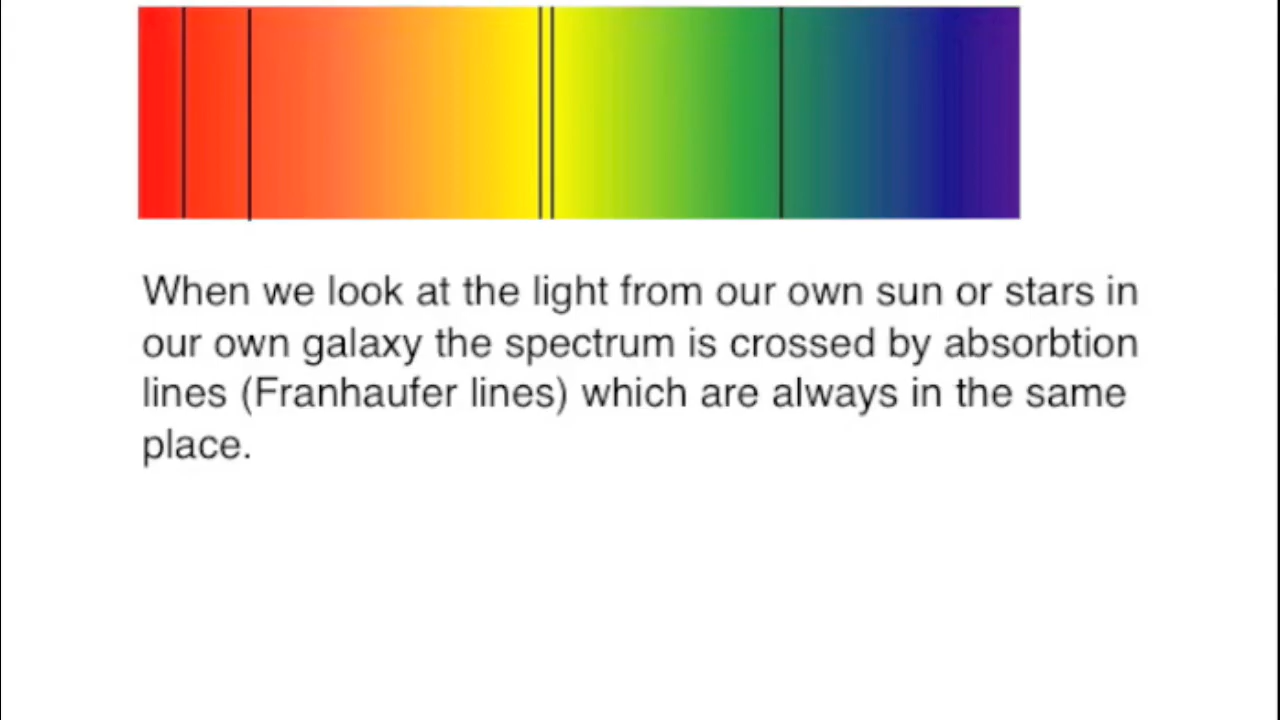 When we look at the light from our own sun or stars in
our own galaxy the spectrum is crossed by absorbtion
lines (Franhaufer lines) which are always in the same
place.